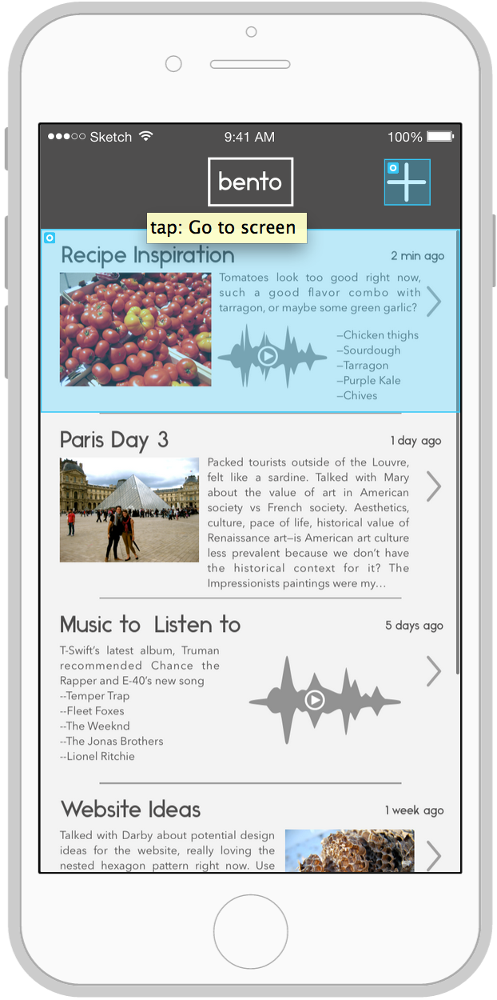 Sketch 9:41 AM 100%
bento
tap: Go to screen
Recipe Inspiration 2 min ago
Tomatoes look too good right now,
such a good flavor combo with
tarragon, or maybe some green garlic?
–Chicken thighs
–Sourdough
–Tarragon
–Purple Kale
–Chives
Paris Day 3 1 day ago
Packed tourists outside of the Louvre,
felt like a sardine. Talked with Mary
about the value of art in American
society vs French society. Aesthetics,
culture, pace of life, historical value of
Renaissance art–is American art culture
less prevalent because we don't have
the historical context for it? The
Impressionists paintings were my...
Music to Listen to 5 days ago
T-Swift's latest album, Truman
recommended Chance the
Rapper and E-40's new song
--Temper Trap
--Fleet Foxes
--The Weeknd
--The Jonas Brothers
--Lionel Ritchie
Website Ideas 1 week ago
Talked with Darby about potential design
ideas for the website, really loving the
nested hexagon pattern right now. Use